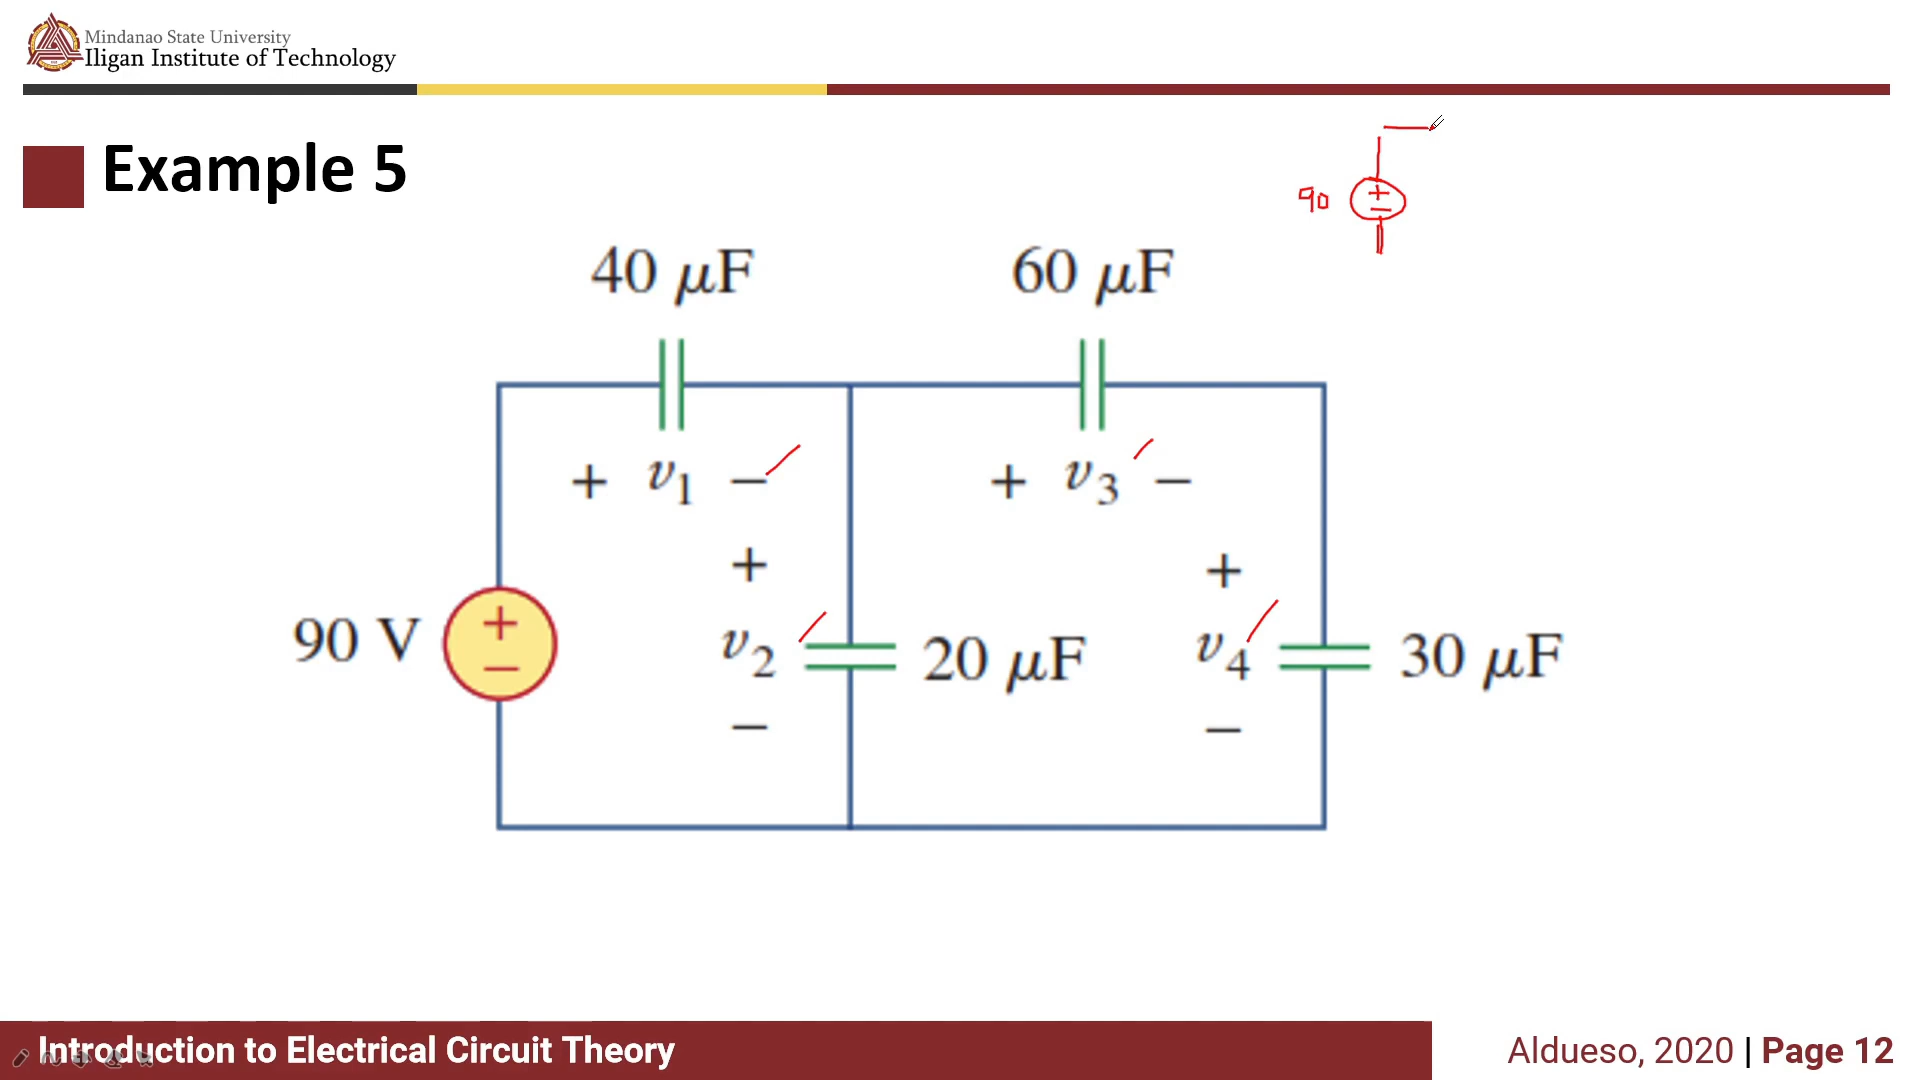 Mindanao State University
Iligan Institute of Technology
Example 5
90
+
−
40 μF
60 μF
+ v1 −
+ v3 −
+
+
90 V
+
−
v2
20 μF
v4
30 μF
−
−
Introduction to Electrical Circuit Theory
Aldueso, 2020 | Page 12